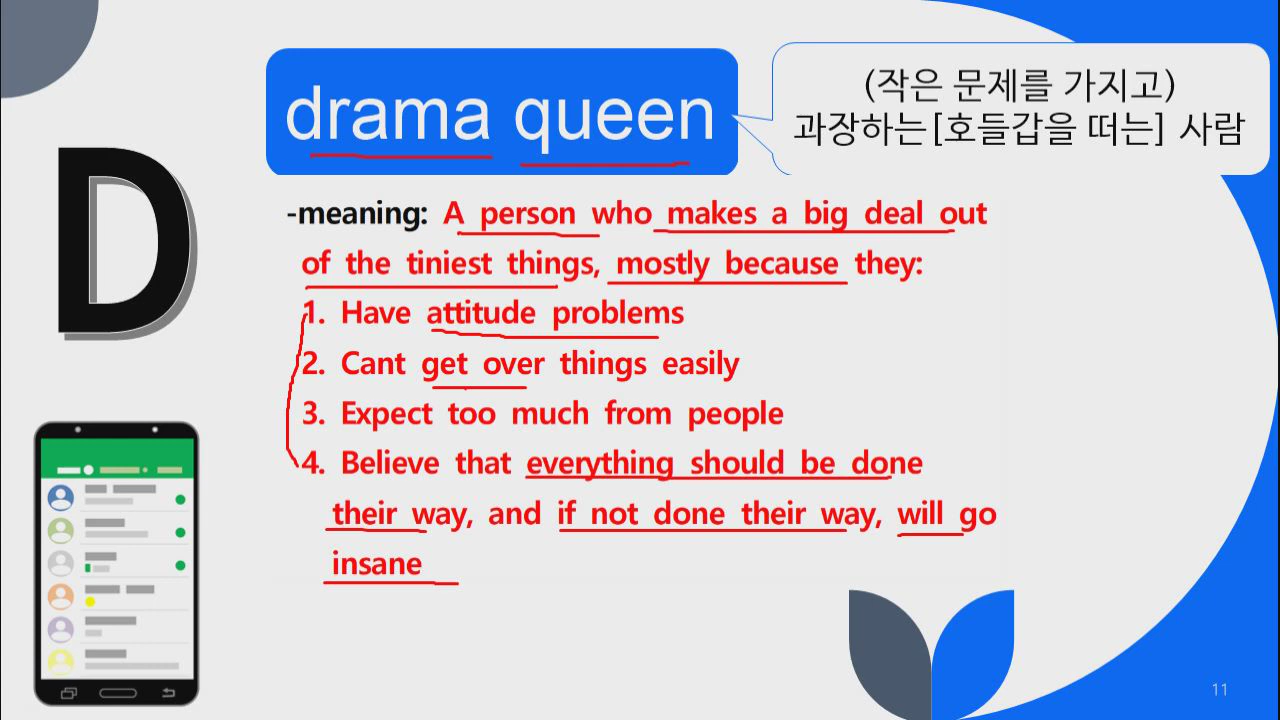 drama queen
(작은 문제를 가지고)
과장하는[호들갑을 떠는] 사람
D
-meaning: A person who makes a big deal out
of the tiniest things, mostly because they:
1. Have attitude problems
2. Cant get over things easily
3. Expect too much from people
4. Believe that everything should be done
their way, and if not done their way, will go
insane
11